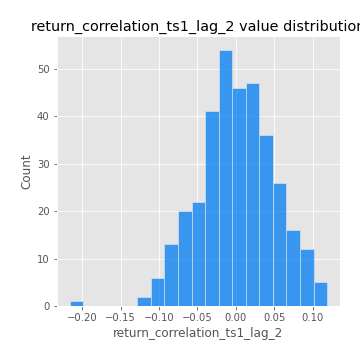 return_correlation_ts1_lag_2 value distribution
50
40
30
20
10
0
Count
−0.20 −0.15 −0.10 −0.05 0.00 0.05 0.10
return_correlation_ts1_lag_2